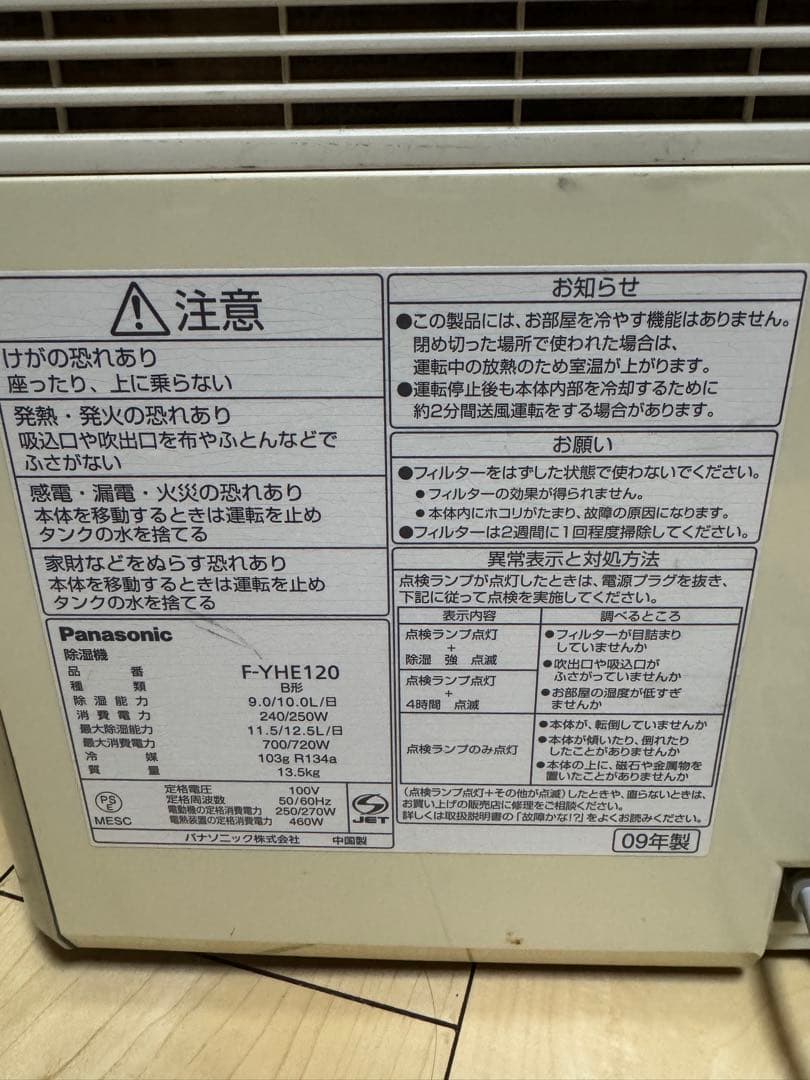 注意
けがの恐れあり
座ったり、上に乗らない
発熱・発火の恐れあり
吸込口や吹出口を布やふとんなどで
ふさがない
感電・漏電・火災の恐れあり
本体を移動するときは運転を止め
タンクの水を捨てる
家財などをぬらす恐れあり
本体を移動するときは運転を止め
タンクの水を捨てる
Panasonic
除湿機
品番 F-YHE120
種類 B形
除湿能力 9.0/10.0L/日
消費電力 240/250W
最大除湿能力 11.5/12.5L/日
最大消費電力 700/720W
冷媒 103g R134a
質量 13.5kg
PS E
MESC
定格電圧 100V
定格周波数 50/60Hz
電動機の定格消費電力 250/270W
電熱装置の定格消費電力 460W
JET
パナソニック株式会社 中国製
お知らせ
●この製品には、お部屋を冷やす機能はありません。
閉め切った場所で使われた場合は、
運転中の放熱のため室温が上がります。
●運転停止後も本体内部を冷却するために
約2分間送風運転をする場合があります。
お願い
●フィルターをはずした状態で使わないでください。
●フィルターの効果が得られません。
●本体内にホコリがたまり、故障の原因になります。
●フィルターは2週間に1回程度掃除してください。
異常表示と対処方法
点検ランプが点灯したときは、電源プラグを抜き、
下記に従って点検を実施してください。
表示内容 調べるところ
点検ランプ点灯
+
除湿 強 点滅
点検ランプ点灯
+
4時間 点滅
●フィルターが目詰まり
していませんか
●吹出口や吸込口が
ふさがっていませんか
●お部屋の湿度が低すぎ
ませんか
点検ランプのみ点灯
●本体が、転倒していませんか
●本体が傾いたり、倒れたり
したことがありませんか
●本体の上に、磁石や金属物を
置いたことがありませんか
(点検ランプ点灯+その他が点滅)したときや、直らないときは、
お買い上げの販売店に修理をご相談ください。
詳しくは取扱説明書の「故障かな!?」をよくお読みください。
09年製